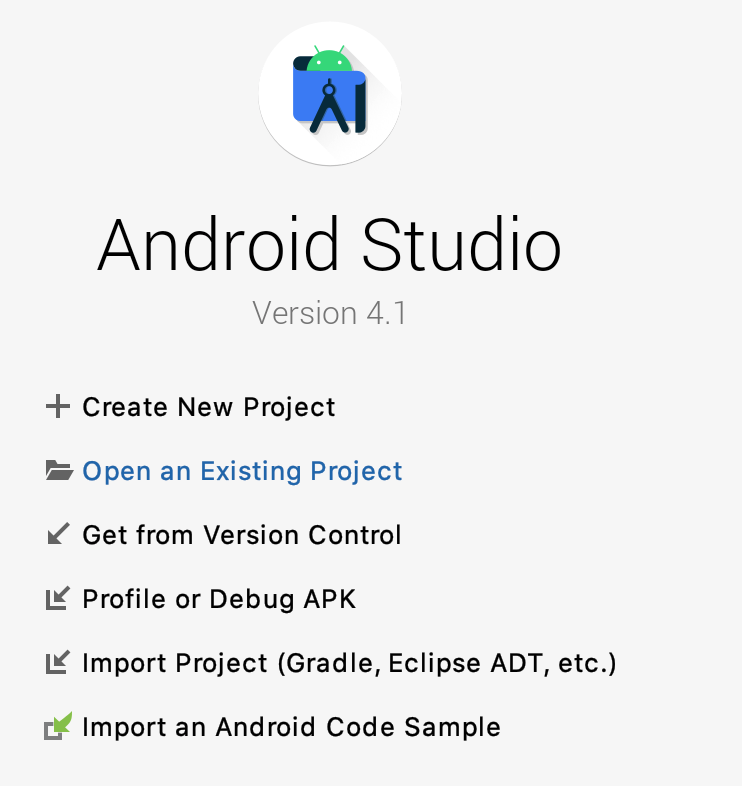 Android Studio
Version 4.1
Create New Project
Open an Existing Project
Get from Version Control
Profile or Debug APK
Import Project (Gradle, Eclipse ADT, etc.)
Import an Android Code Sample